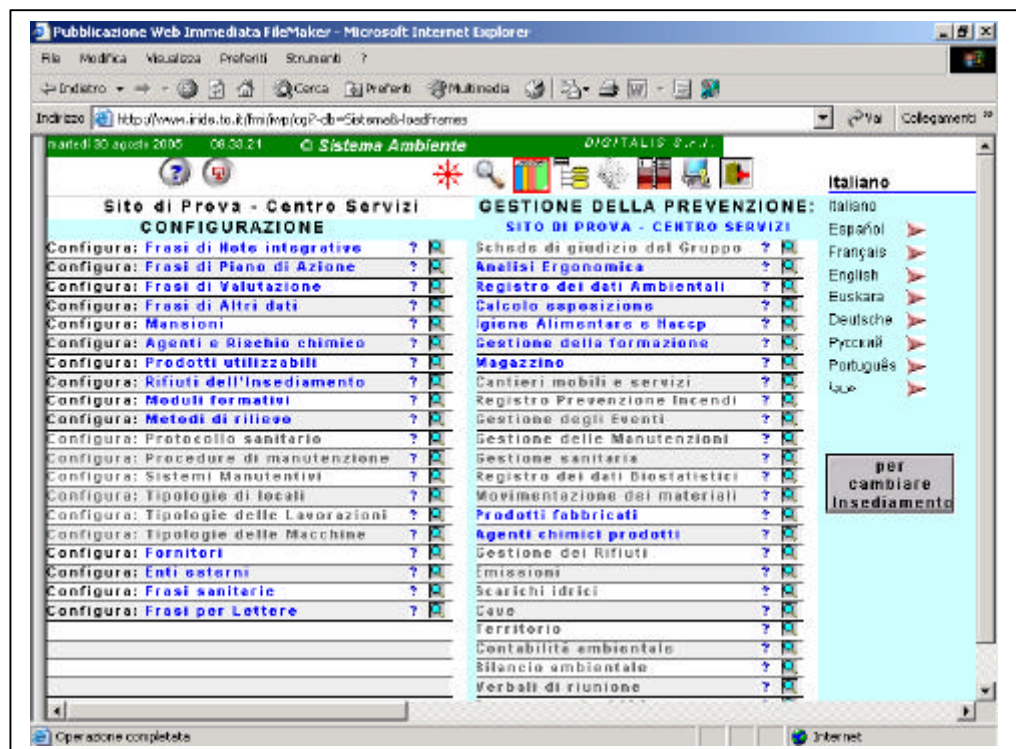 Pubblicazione Web Immediata FileMaker - Microsoft Internet Explorer
File Modifica Visualizza Preferiti Strumenti ?
Indietro Cerca Preferiti Multimedia
Indirizzo Vai Collegamenti »
martedì 30 agosto 2005 08.33.21 © Sistema Ambiente DIGITALIS S.r.l.
Sito di Prova - Centro Servizi
CONFIGURAZIONE
Configura: Frasi di Note integrative ?
Configura: Frasi di Piano di Azione ?
Configura: Frasi di Valutazione ?
Configura: Frasi di Altri dati ?
Configura: Mansioni ?
Configura: Agenti e Rischio chimico ?
Configura: Prodotti utilizzabili ?
Configura: Rifiuti dell'Insediamento ?
Configura: Moduli formativi ?
Configura: Metodi di rilievo ?
Configura: Protocollo sanitario ?
Configura: Procedure di manutenzione ?
Configura: Sistemi Manutentivi ?
Configura: Tipologie di locali ?
Configura: Tipologie delle Lavorazioni ?
Configura: Tipologie delle Macchine ?
Configura: Fornitori ?
Configura: Enti esterni ?
Configura: Frasi sanitarie ?
Configura: Frasi per Lettere ?
GESTIONE DELLA PREVENZIONE:
SITO DI PROVA - CENTRO SERVIZI
Schede di giudizio del Gruppo ?
Analisi Ergonomica ?
Registro dei dati Ambientali ?
Calcolo esposizione ?
Igiene Alimentare e Haccp ?
Gestione della formazione ?
Magazzino ?
Cantieri mobili e servizi ?
Registro Prevenzione Incendi ?
Gestione degli Eventi ?
Gestione delle Manutenzioni ?
Gestione sanitaria ?
Registro dei dati Biostatistici ?
Movimentazione dei materiali ?
Prodotti fabbricati ?
Agenti chimici prodotti ?
Gestione dei Rifiuti ?
Emissioni ?
Scarichi idrici ?
Cave ?
Territorio ?
Contabilità ambientale ?
Bilancio ambientale ?
Verbali di riunione ?
Italiano
Italiano
Español
Français
English
Euskara
Deutsche
Русский
Português
per
cambiare
Insediamento
Operazione completata Internet